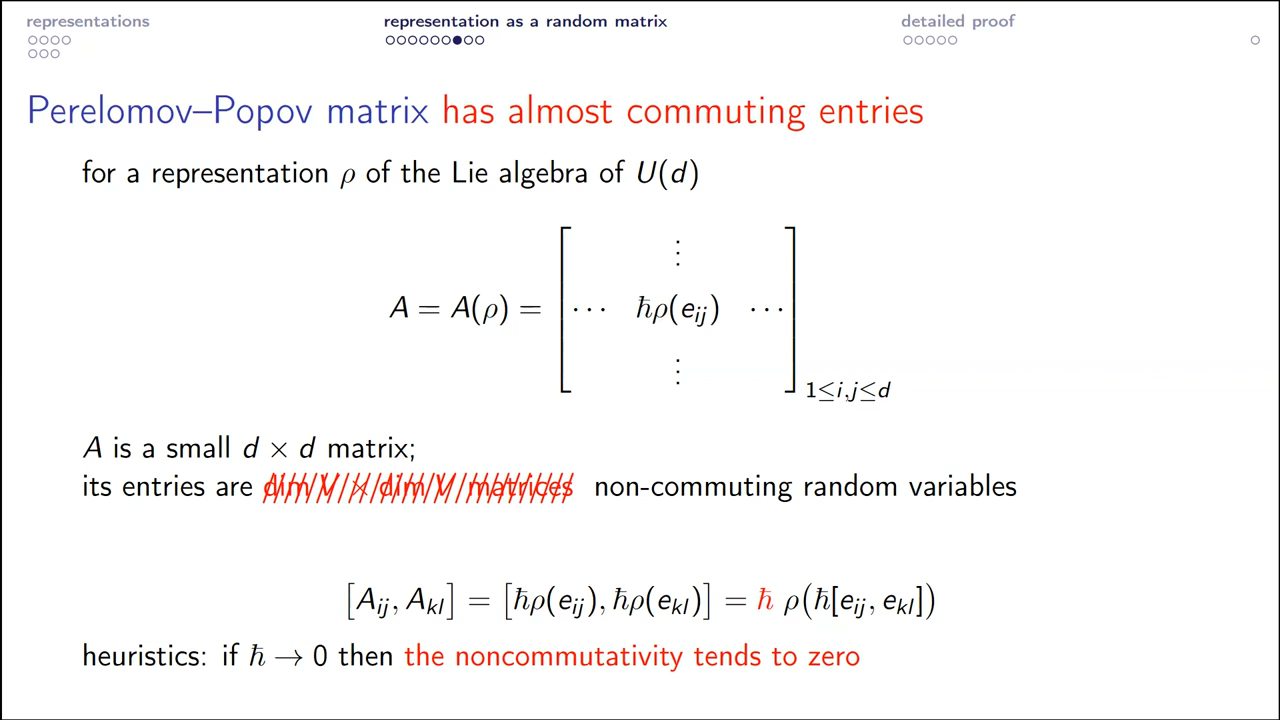 representations representation as a random matrix detailed proof
Perelomov–Popov matrix has almost commuting entries
for a representation ρ of the Lie algebra of U(d)
⋮
A = A(ρ) = [ ⋯ ħρ(e_ij) ⋯ ]
⋮
1≤i,j≤d
A is a small d × d matrix;
its entries are dim V × dim V matrices non-commuting random variables
[A_ij, A_kl] = [ħρ(e_ij), ħρ(e_kl)] = ħ ρ(ħ[e_ij, e_kl])
heuristics: if ħ → 0 then the noncommutativity tends to zero